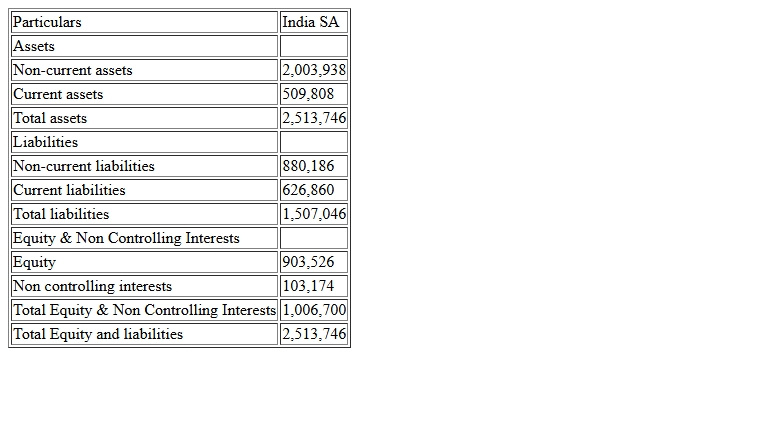 Particulars India SA
Assets
Non-current assets 2,003,938
Current assets 509,808
Total assets 2,513,746
Liabilities
Non-current liabilities 880,186
Current liabilities 626,860
Total liabilities 1,507,046
Equity & Non Controlling Interests
Equity 903,526
Non controlling interests 103,174
Total Equity & Non Controlling Interests 1,006,700
Total Equity and liabilities 2,513,746